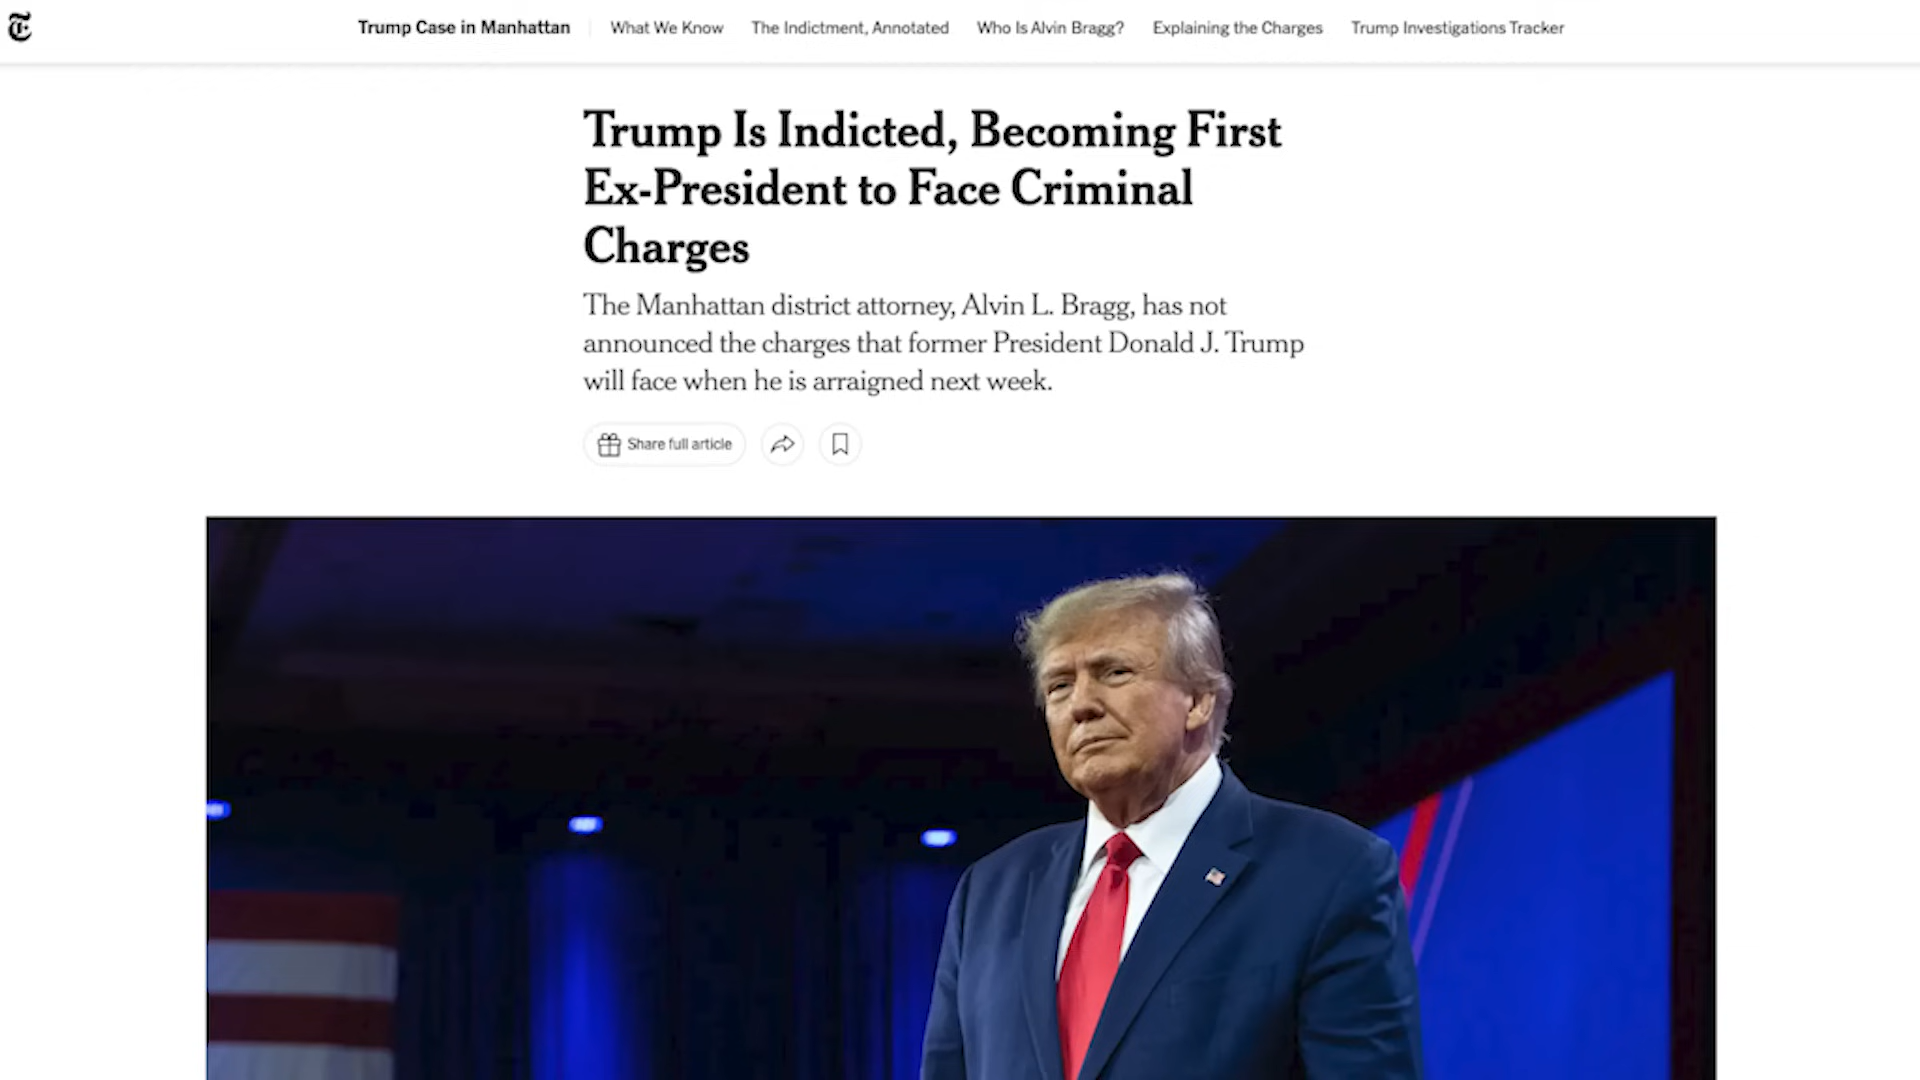 T
Trump Case in Manhattan
What We Know
The Indictment, Annotated
Who Is Alvin Bragg?
Explaining the Charges
Trump Investigations Tracker
Trump Is Indicted, Becoming First
Ex-President to Face Criminal
Charges
The Manhattan district attorney, Alvin L. Bragg, has not
announced the charges that former President Donald J. Trump
will face when he is arraigned next week.
Share full article